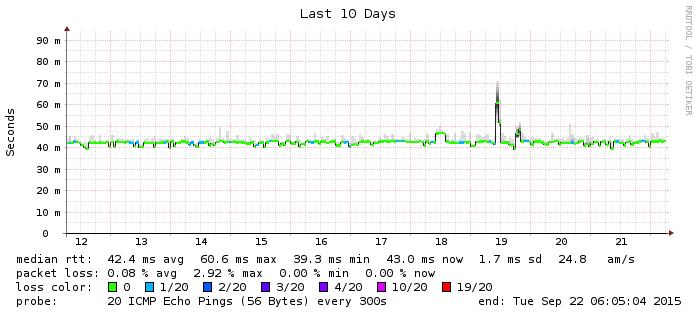 Last 10 Days
RRDTOOL / TOBI OETIKER
Seconds
90 m
80 m
70 m
60 m
50 m
40 m
30 m
20 m
10 m
0
12 13 14 15 16 17 18 19 20 21
median rtt: 42.4 ms avg 60.6 ms max 39.3 ms min 43.0 ms now 1.7 ms sd 24.8 am/s
packet loss: 0.08 % avg 2.92 % max 0.00 % min 0.00 % now
loss color: 0 1/20 2/20 3/20 4/20 10/20 19/20
probe: 20 ICMP Echo Pings (56 Bytes) every 300s end: Tue Sep 22 06:05:04 2015